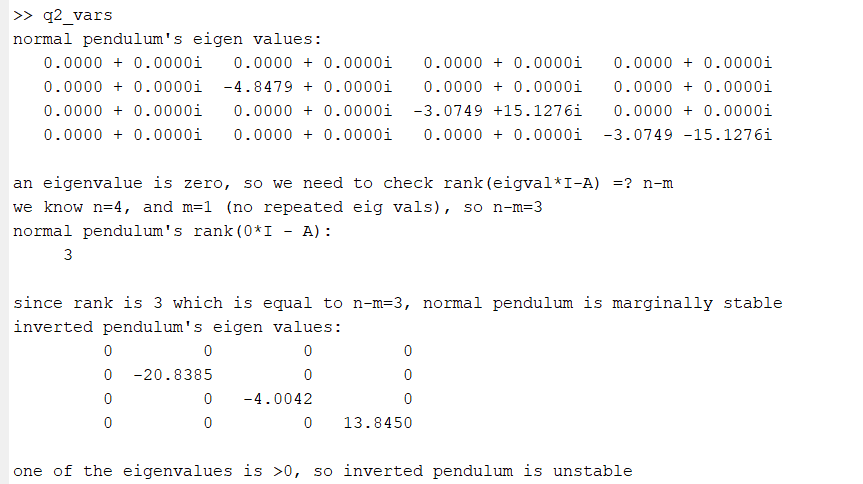 >> q2_vars
normal pendulum's eigen values:
0.0000 + 0.0000i 0.0000 + 0.0000i 0.0000 + 0.0000i 0.0000 + 0.0000i
0.0000 + 0.0000i -4.8479 + 0.0000i 0.0000 + 0.0000i 0.0000 + 0.0000i
0.0000 + 0.0000i 0.0000 + 0.0000i -3.0749 +15.1276i 0.0000 + 0.0000i
0.0000 + 0.0000i 0.0000 + 0.0000i 0.0000 + 0.0000i -3.0749 -15.1276i
an eigenvalue is zero, so we need to check rank(eigval*I-A) =? n-m
we know n=4, and m=1 (no repeated eig vals), so n-m=3
normal pendulum's rank(0*I - A):
3
since rank is 3 which is equal to n-m=3, normal pendulum is marginally stable
inverted pendulum's eigen values:
0 0 0 0
0 -20.8385 0 0
0 0 -4.0042 0
0 0 0 13.8450
one of the eigenvalues is >0, so inverted pendulum is unstable